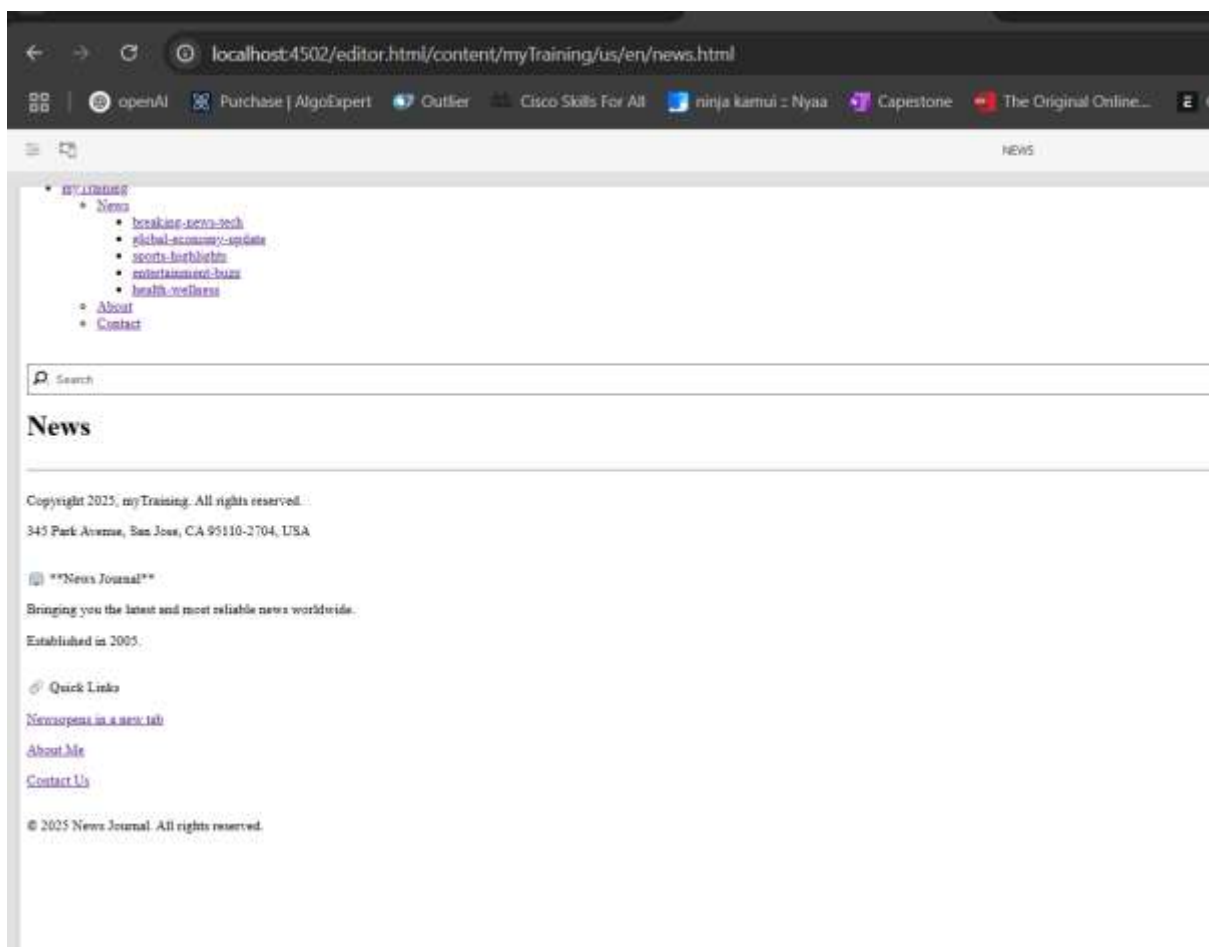 localhost:4502/editor.html/content/myTraining/us/en/news.html
openAI Purchase | AlgoExpert Outlier Cisco Skills For All ninja kamui :: Nyaa Capestone The Original Online...
NEWS
myTraining
News
breaking-news-tech
global-economy-update
sports-highlights
entertainment-buzz
health-wellness
About
Contact
Search
News
Copyright 2025, myTraining. All rights reserved.
345 Park Avenue, San Jose, CA 95110-2704, USA
**News Journal**
Bringing you the latest and most reliable news worldwide.
Established in 2005.
Quick Links
Newsopens in a new tab
About Me
Contact Us
© 2025 News Journal. All rights reserved.